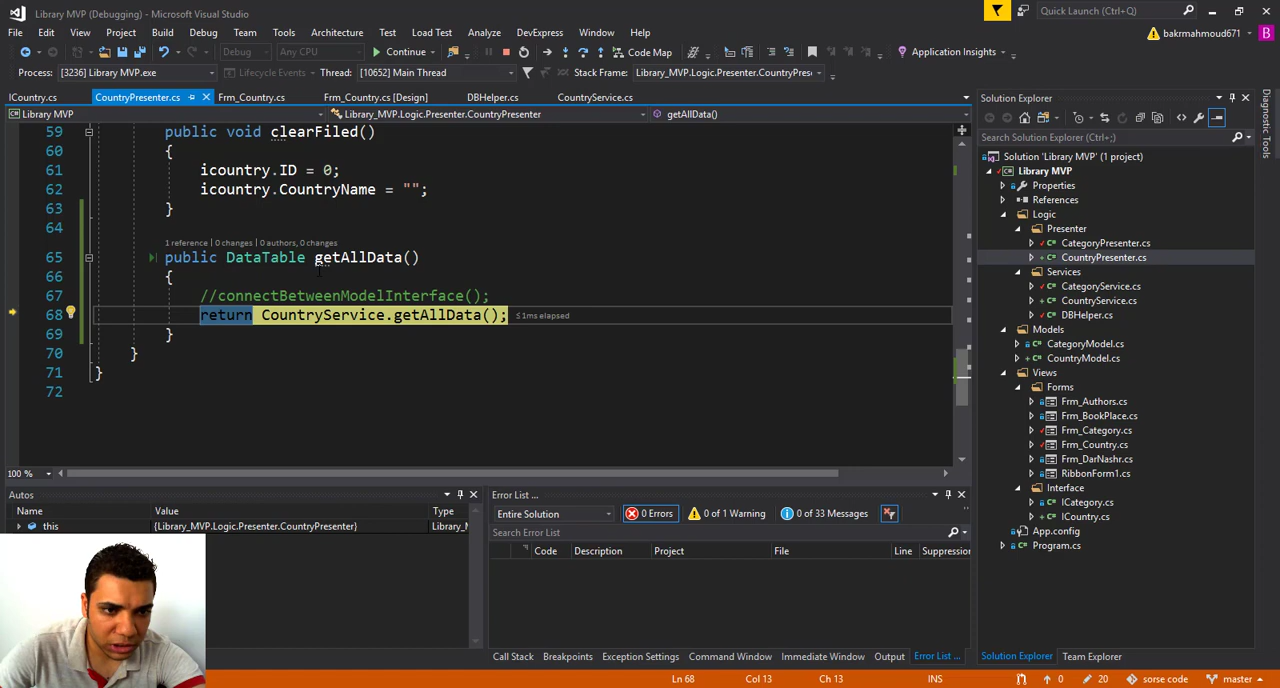 Library MVP (Debugging) - Microsoft Visual Studio
Quick Launch (Ctrl+Q)
File Edit View Project Build Debug Team Tools Architecture Test Load Test Analyze DevExpress Window Help
bakrmahmoud671 B
Debug Any CPU Continue Code Map Application Insights
Process: [3236] Library MVP.exe Lifecycle Events Thread: [10652] Main Thread Stack Frame: Library_MVP.Logic.Presenter.CountryPres
ICountry.cs CountryPresenter.cs Frm_Country.cs Frm_Country.cs [Design] DBHelper.cs CountryService.cs
Library MVP Library_MVP.Logic.Presenter.CountryPresenter getAllData()
59 public void clearFiled()
60 {
61 icountry.ID = 0;
62 icountry.CountryName = "";
63 }
64
1 reference | 0 changes | 0 authors, 0 changes
65 public DataTable getAllData()
66 {
67 //connectBetweenModelInterface();
68 return CountryService.getAllData(); ≤1ms elapsed
69 }
70 }
71 }
72
100 %
Solution Explorer
Search Solution Explorer (Ctrl+;)
Solution 'Library MVP' (1 project)
Library MVP
Properties
References
Logic
Presenter
CategoryPresenter.cs
CountryPresenter.cs
Services
CategoryService.cs
CountryService.cs
DBHelper.cs
Models
CategoryModel.cs
CountryModel.cs
Views
Forms
Frm_Authors.cs
Frm_BookPlace.cs
Frm_Category.cs
Frm_Country.cs
Frm_DarNashr.cs
RibbonForm1.cs
Interface
ICategory.cs
ICountry.cs
App.config
Program.cs
Diagnostic Tools
Autos
Name Value Type
this {Library_MVP.Logic.Presenter.CountryPresenter} Library_M
Error List ...
Entire Solution 0 Errors 0 of 1 Warning 0 of 33 Messages
Search Error List
Code Description Project File Line Suppression
Call Stack Breakpoints Exception Settings Command Window Immediate Window Output Error List ...
Solution Explorer Team Explorer
Ln 68 Col 13 Ch 13 INS 0 20 sorse code master